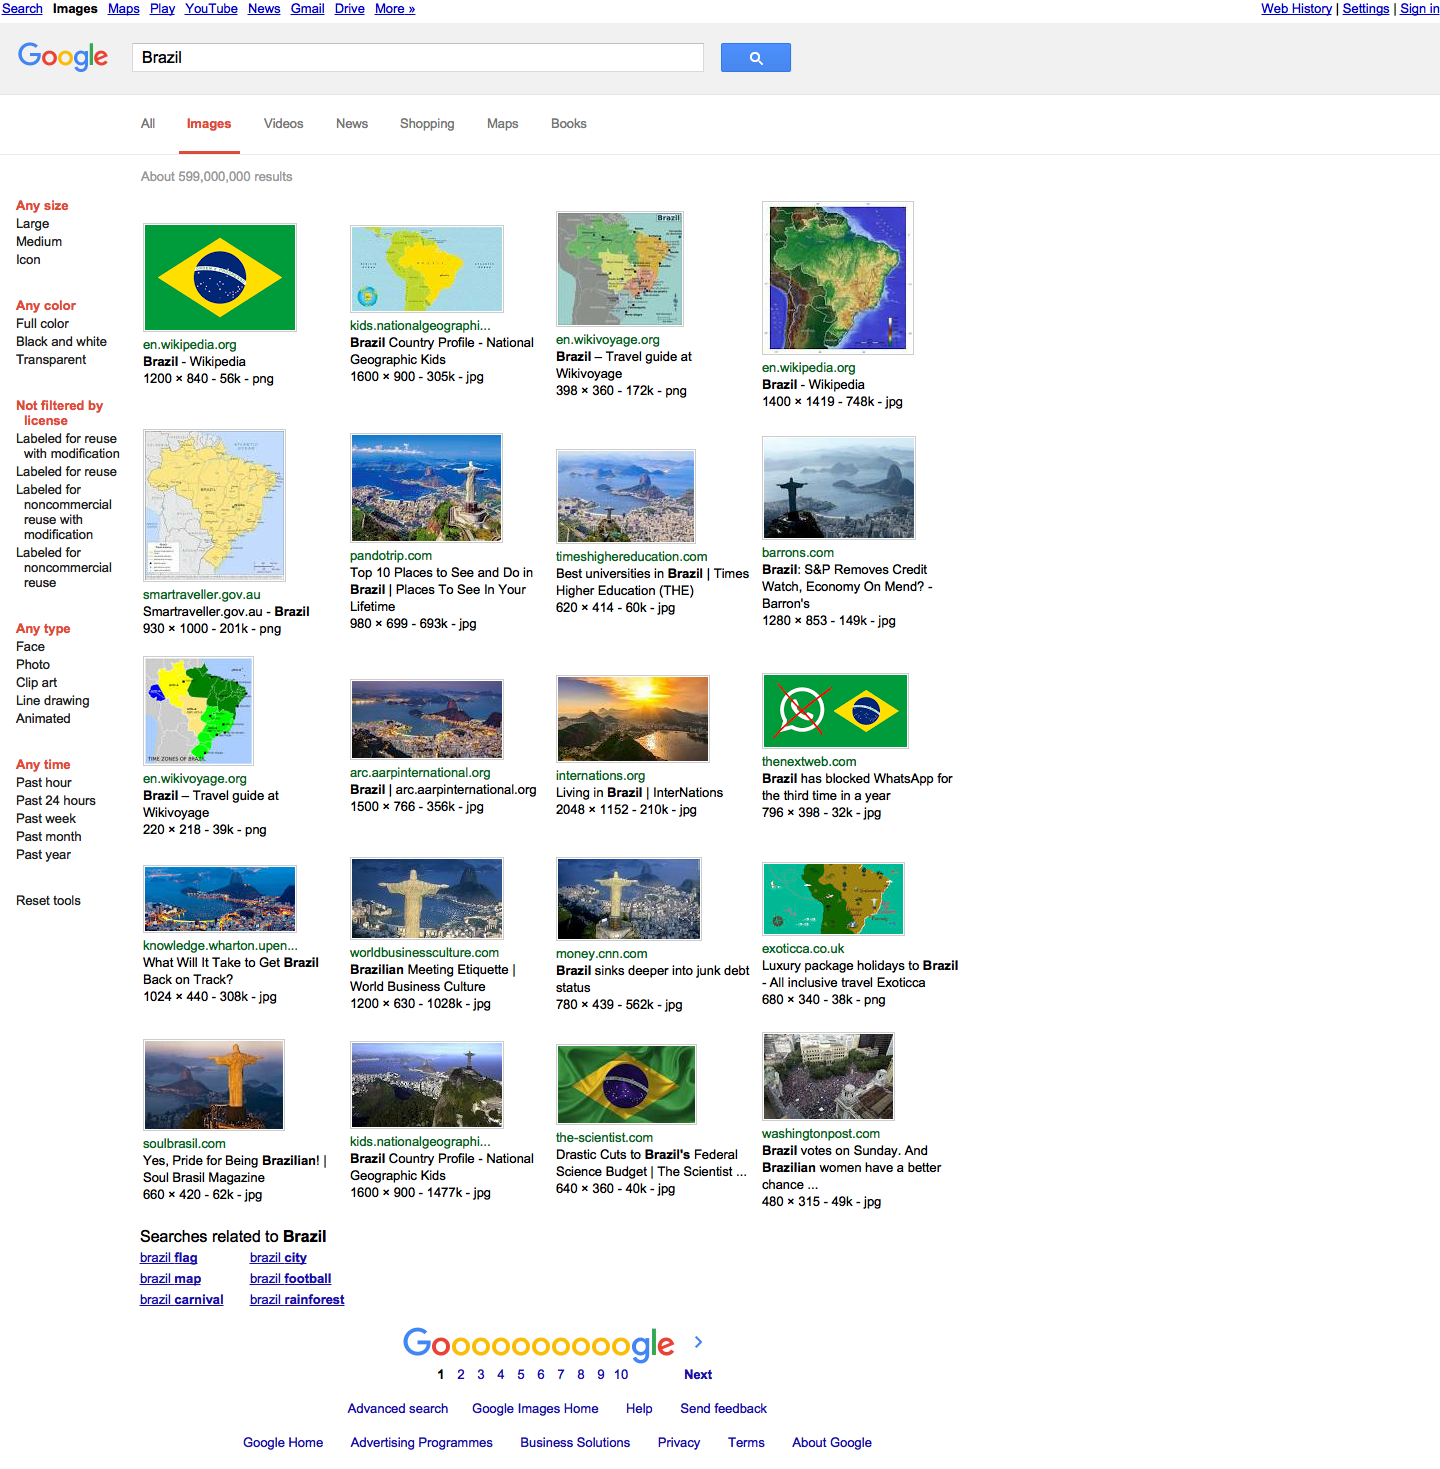 Search Images Maps Play YouTube News Gmail Drive More »
Web History | Settings | Sign in
Google
Brazil
All Images Videos News Shopping Maps Books
About 599,000,000 results
Any size
Large
Medium
Icon
Any color
Full color
Black and white
Transparent
Not filtered by
license
Labeled for reuse
with modification
Labeled for reuse
Labeled for
noncommercial
reuse with
modification
Labeled for
noncommercial
reuse
Any type
Face
Photo
Clip art
Line drawing
Animated
Any time
Past hour
Past 24 hours
Past week
Past month
Past year
Reset tools
en.wikipedia.org
Brazil - Wikipedia
1200 × 840 - 56k - png
BRAZIL
kids.nationalgeographi...
Brazil Country Profile - National
Geographic Kids
1600 × 900 - 305k - jpg
Brazil
en.wikivoyage.org
Brazil – Travel guide at
Wikivoyage
398 × 360 - 172k - png
en.wikipedia.org
Brazil - Wikipedia
1400 × 1419 - 748k - jpg
BRAZIL
smartraveller.gov.au
Smartraveller.gov.au - Brazil
930 × 1000 - 201k - png
pandotrip.com
Top 10 Places to See and Do in
Brazil | Places To See In Your
Lifetime
980 × 699 - 693k - jpg
timeshighereducation.com
Best universities in Brazil | Times
Higher Education (THE)
620 × 414 - 60k - jpg
barrons.com
Brazil: S&P Removes Credit
Watch, Economy On Mend? -
Barron's
1280 × 853 - 149k - jpg
TIME ZONES OF BRAZIL
en.wikivoyage.org
Brazil – Travel guide at
Wikivoyage
220 × 218 - 39k - png
arc.aarpinternational.org
Brazil | arc.aarpinternational.org
1500 × 766 - 356k - jpg
internations.org
Living in Brazil | InterNations
2048 × 1152 - 210k - jpg
thenextweb.com
Brazil has blocked WhatsApp for
the third time in a year
796 × 398 - 32k - jpg
knowledge.wharton.upen...
What Will It Take to Get Brazil
Back on Track?
1024 × 440 - 308k - jpg
worldbusinessculture.com
Brazilian Meeting Etiquette |
World Business Culture
1200 × 630 - 1028k - jpg
money.cnn.com
Brazil sinks deeper into junk debt
status
780 × 439 - 562k - jpg
exoticca.co.uk
Luxury package holidays to Brazil
- All inclusive travel Exoticca
680 × 340 - 38k - png
soulbrasil.com
Yes, Pride for Being Brazilian! |
Soul Brasil Magazine
660 × 420 - 62k - jpg
kids.nationalgeographi...
Brazil Country Profile - National
Geographic Kids
1600 × 900 - 1477k - jpg
the-scientist.com
Drastic Cuts to Brazil's Federal
Science Budget | The Scientist ...
640 × 360 - 40k - jpg
washingtonpost.com
Brazil votes on Sunday. And
Brazilian women have a better
chance ...
480 × 315 - 49k - jpg
Searches related to Brazil
brazil flag brazil city
brazil map brazil football
brazil carnival brazil rainforest
Goooooooooogle
1 2 3 4 5 6 7 8 9 10 Next
Advanced search Google Images Home Help Send feedback
Google Home Advertising Programmes Business Solutions Privacy Terms About Google